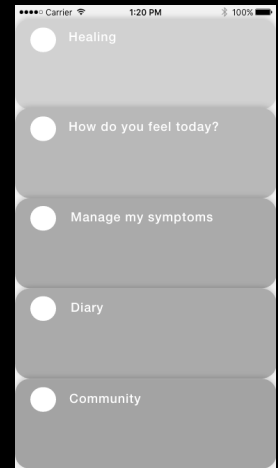 Carrier 1:20 PM 100%
Healing
How do you feel today?
Manage my symptoms
Diary
Community